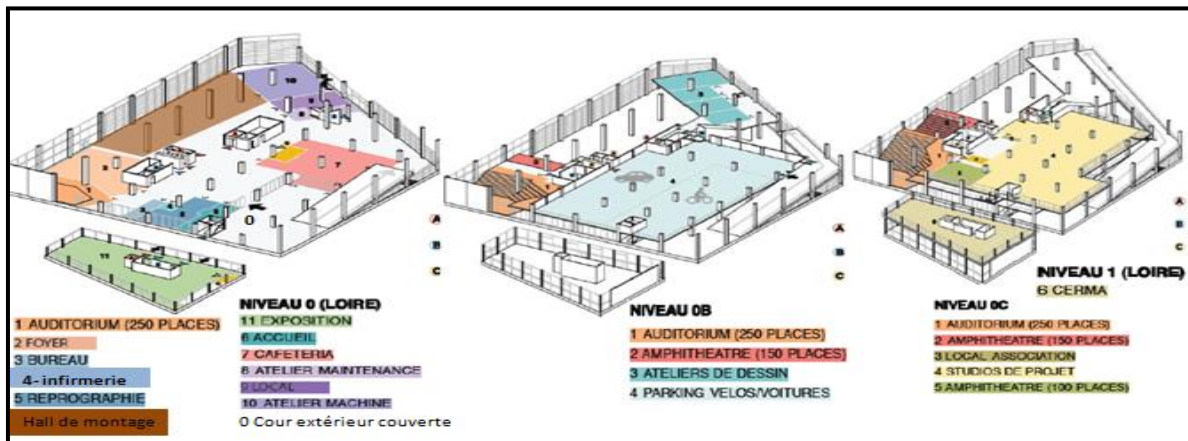 A
B
C
NIVEAU 0 (LOIRE)
1 AUDITORIUM (250 PLACES)
2 FOYER
3 BUREAU
4- infirmerie
5 REPROGRAPHIE
Hall de montage
11 EXPOSITION
6 ACCUEIL
7 CAFETERIA
8 ATELIER MAINTENANCE
9 LOCAL
10 ATELIER MACHINE
0 Cour extérieur couverte
A
B
C
NIVEAU 0B
1 AUDITORIUM (250 PLACES)
2 AMPHITHEATRE (150 PLACES)
3 ATELIERS DE DESSIN
4 PARKING VELOS/VOITURES
A
B
C
NIVEAU 1 (LOIRE)
6 CERMA
NIVEAU 0C
1 AUDITORIUM (250 PLACES)
2 AMPHITHEATRE (150 PLACES)
3 LOCAL ASSOCIATION
4 STUDIOS DE PROJET
5 AMPHITHEATRE (100 PLACES)